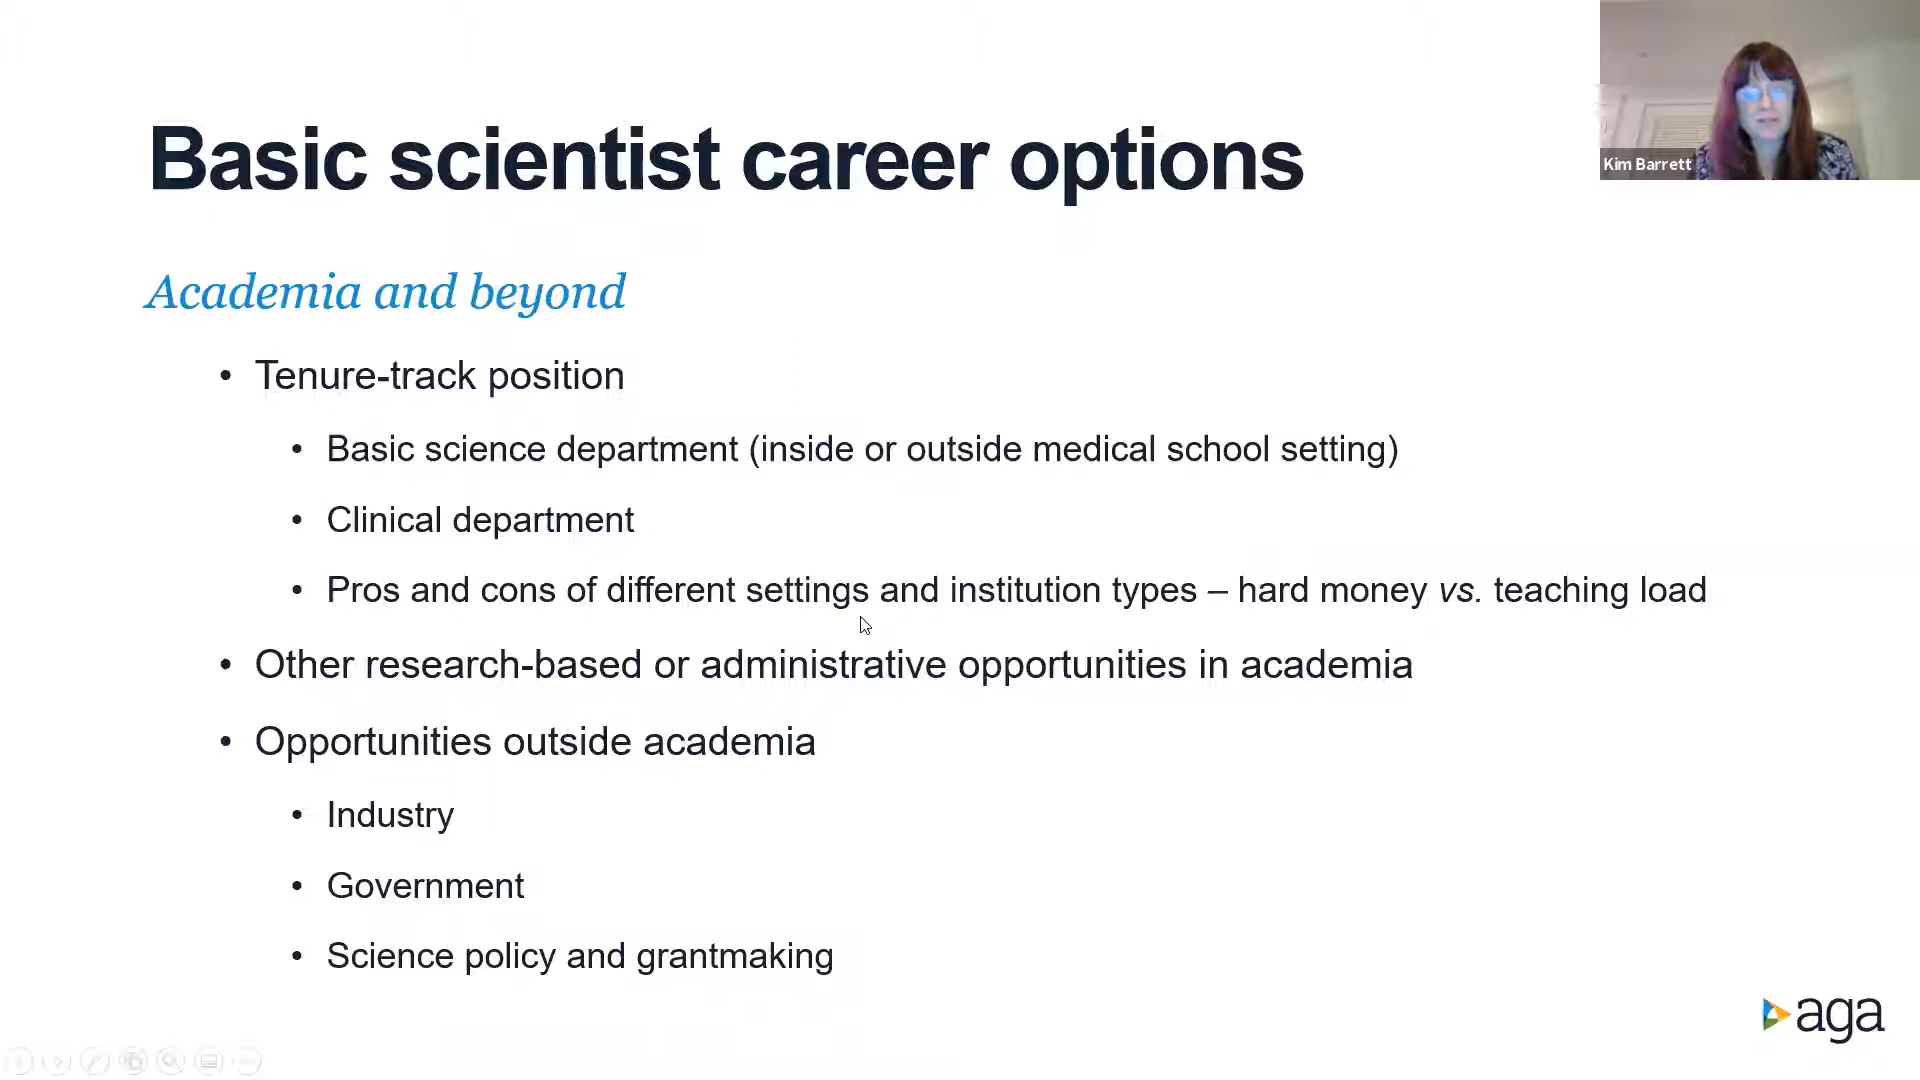 Basic scientist career options
Kim Barrett
Academia and beyond
• Tenure-track position
• Basic science department (inside or outside medical school setting)
• Clinical department
• Pros and cons of different settings and institution types – hard money vs. teaching load
• Other research-based or administrative opportunities in academia
• Opportunities outside academia
• Industry
• Government
• Science policy and grantmaking
aga